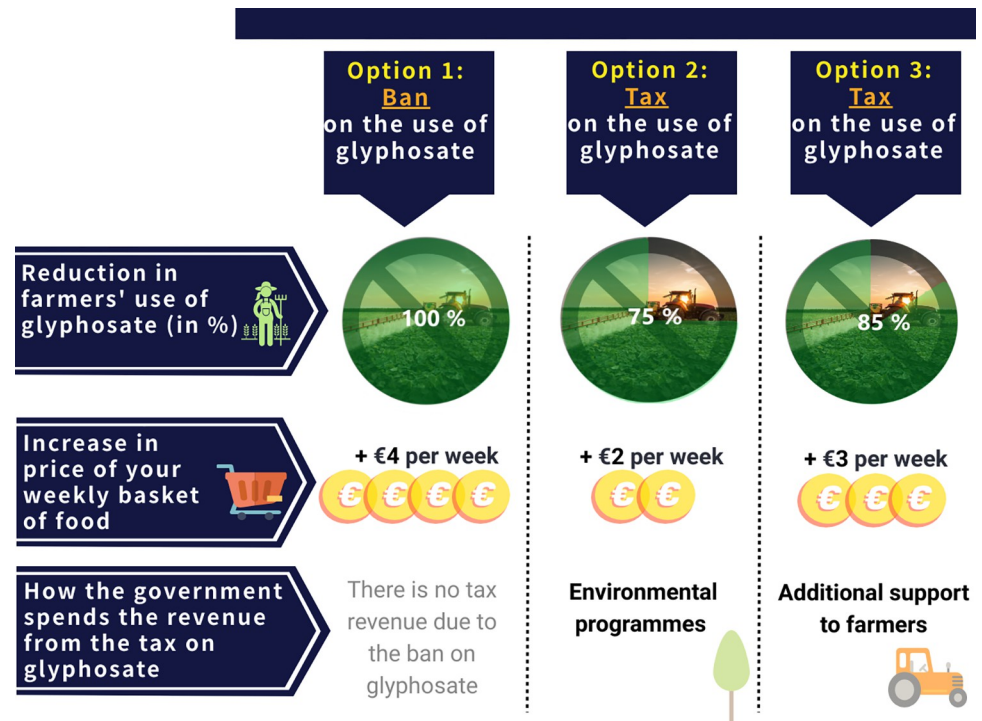 Option 1:
Ban
on the use of
glyphosate
Option 2:
Tax
on the use of
glyphosate
Option 3:
Tax
on the use of
glyphosate
Reduction in
farmers' use of
glyphosate (in %)
100 %
75 %
85 %
Increase in
price of your
weekly basket
of food
+ €4 per week
€ € € €
+ €2 per week
€ €
+ €3 per week
€ € €
How the government
spends the revenue
from the tax on
glyphosate
There is no tax
revenue due to
the ban on
glyphosate
Environmental
programmes
Additional support
to farmers